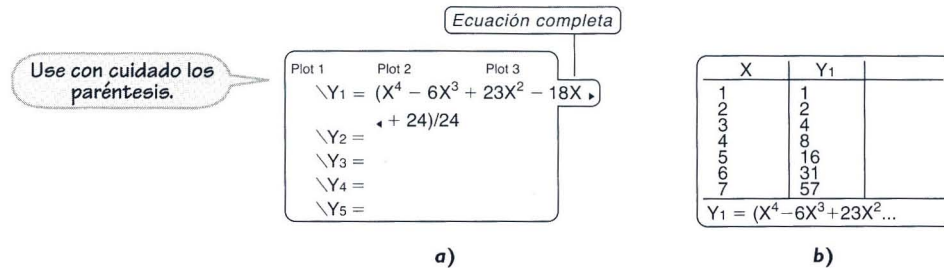 Ecuación completa
Use con cuidado los
paréntesis.
Plot 1 Plot 2 Plot 3
\Y₁ = (X⁴ − 6X³ + 23X² − 18X ▸
◂ + 24)/24
\Y₂ =
\Y₃ =
\Y₄ =
\Y₅ =
a)
X Y₁
1 1
2 2
3 4
4 8
5 16
6 31
7 57
Y₁ = (X⁴−6X³+23X²...
b)